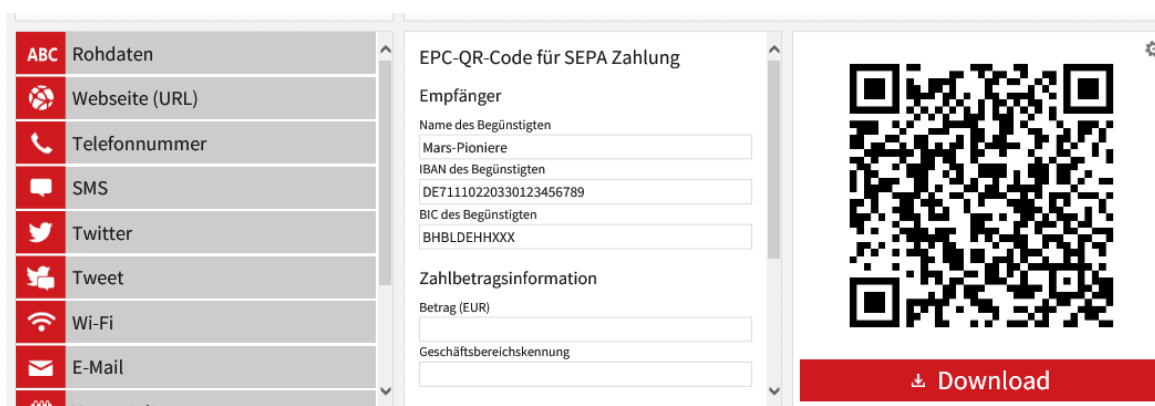 ABC Rohdaten
Webseite (URL)
Telefonnummer
SMS
Twitter
Tweet
Wi-Fi
E-Mail
EPC-QR-Code für SEPA Zahlung
Empfänger
Name des Begünstigten
Mars-Pioniere
IBAN des Begünstigten
DE71110220330123456789
BIC des Begünstigten
BHBLDEHHXXX
Zahlbetragsinformation
Betrag (EUR)
Geschäftsbereichskennung
Download